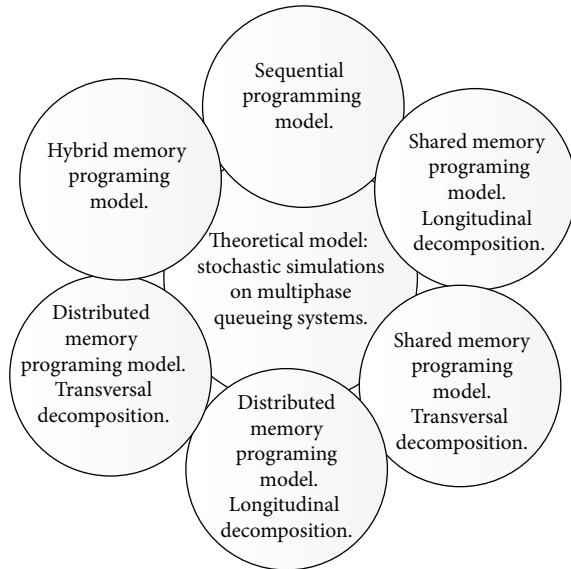 Sequential
programming
model.
Hybrid memory
programing
model.
Shared memory
programing
model.
Longitudinal
decomposition.
Theoretical model:
stochastic simulations
on multiphase
queueing systems.
Distributed
memory
programing model.
Transversal
decomposition.
Shared memory
programing
model.
Transversal
decomposition.
Distributed
memory
programing
model.
Longitudinal
decomposition.